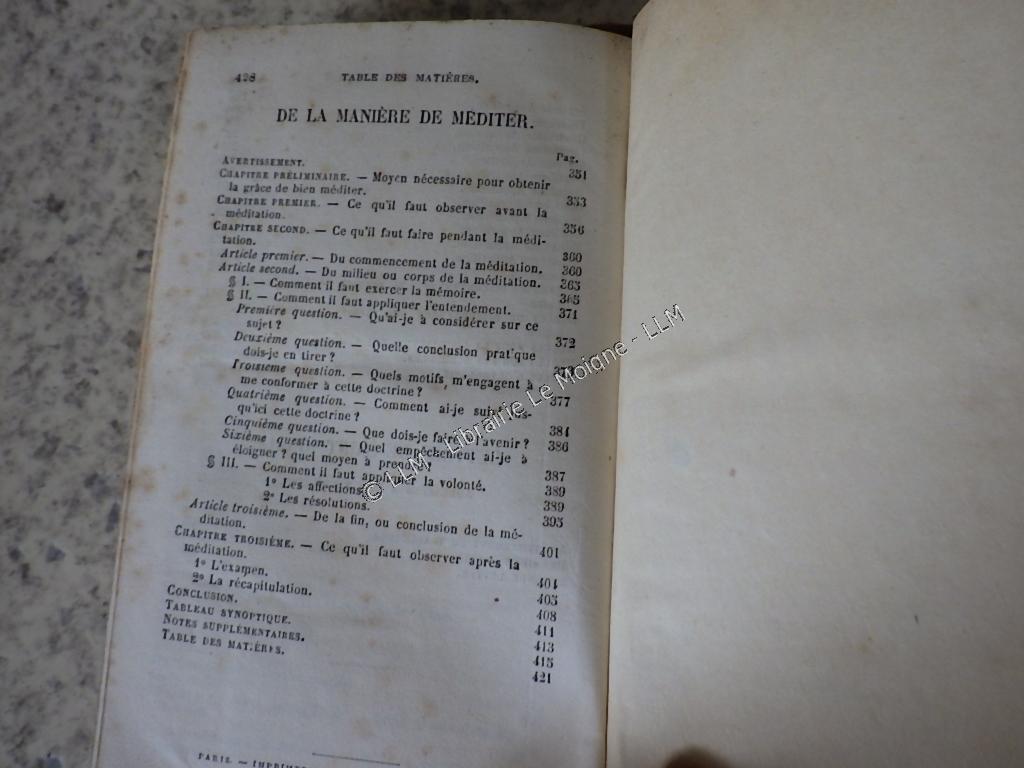 428 TABLE DES MATIÈRES.
DE LA MANIÈRE DE MÉDITER.
Pag.
AVERTISSEMENT. 351
CHAPITRE PRÉLIMINAIRE. — Moyen nécessaire pour obtenir
la grâce de bien méditer. 353
CHAPITRE PREMIER. — Ce qu'il faut observer avant la
méditation. 356
CHAPITRE SECOND. — Ce qu'il faut faire pendant la médi-
tation. 360
Article premier. — Du commencement de la méditation. 360
Article second. — Du milieu ou corps de la méditation. 363
§ I. — Comment il faut exercer la mémoire. 365
§ II. — Comment il faut appliquer l'entendement. 371
Première question. — Qu'ai-je à considérer sur ce
sujet ? 372
Deuxième question. — Quelle conclusion prat'que
dois-je en tirer ?
Troisième question. — Quels motifs m'engagent à
me conformer à cette doctrine ? 377
Quatrième question. — Comment ai-je suivi jus-
qu'ici cette doctrine ? 384
Cinquième question. — Que dois-je faire à l'avenir ? 386
Sixième question. — Quel empêchement ai-je à
éloigner ? quel moyen à prendre ? 387
§ III. — Comment il faut appliquer la volonté. 389
1° Les affections. 389
2° Les résolutions. 395
Article troisième. — De la fin, ou conclusion de la mé-
ditation. 401
CHAPITRE TROISIÈME. — Ce qu'il faut observer après la
méditation. 404
1° L'examen. 405
2° La récapitulation. 408
CONCLUSION. 411
TABLEAU SYNOPTIQUE. 413
NOTES SUPPLÉMENTAIRES. 415
TABLE DES MATIÈRES. 421
PARIS. — IMPRIME
© LLM - Librairie Le Moigne - LLM